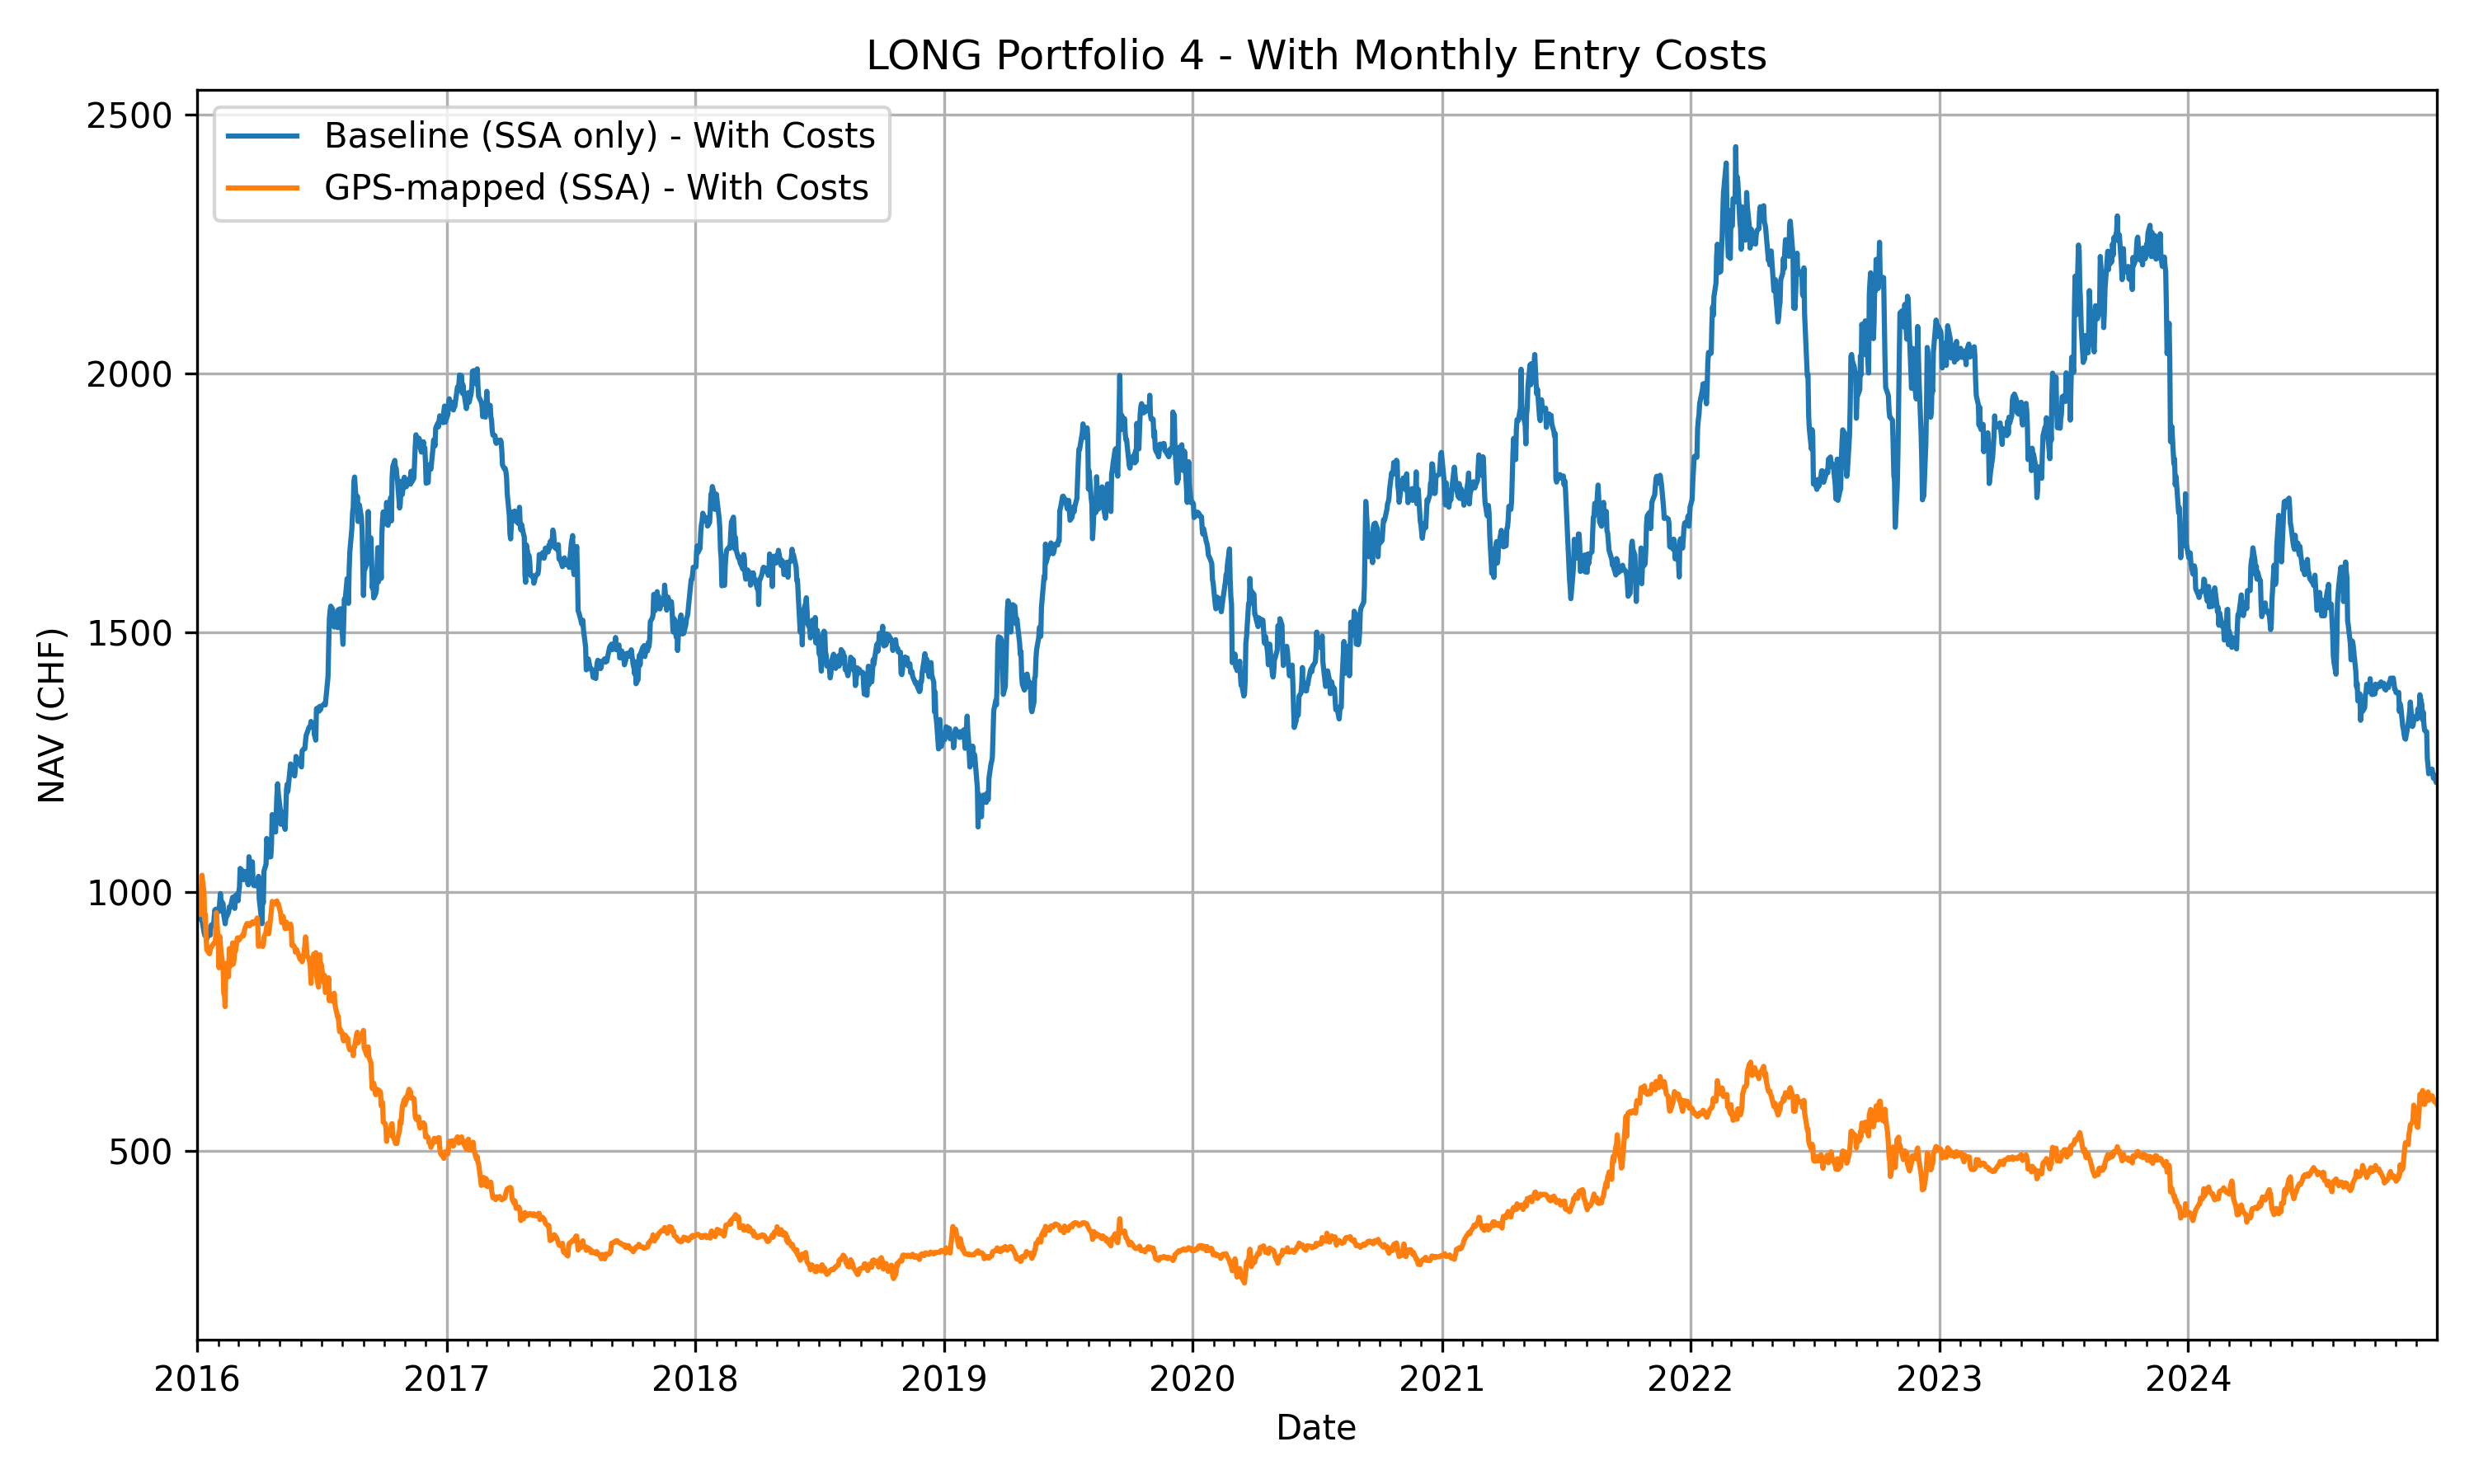 LONG Portfolio 4 - With Monthly Entry Costs
Baseline (SSA only) - With Costs
GPS-mapped (SSA) - With Costs
NAV (CHF)
2500
2000
1500
1000
500
2016 2017 2018 2019 2020 2021 2022 2023 2024
Date